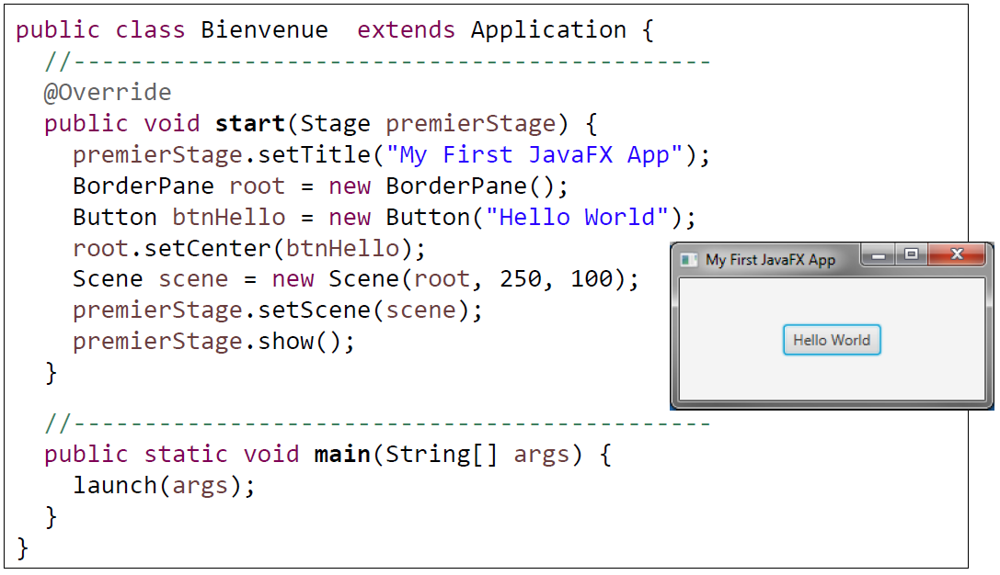 public class Bienvenue  extends Application {
  //---------------------------------------------
  @Override
  public void start(Stage premierStage) {
    premierStage.setTitle("My First JavaFX App");
    BorderPane root = new BorderPane();
    Button btnHello = new Button("Hello World");
    root.setCenter(btnHello);
    Scene scene = new Scene(root, 250, 100);
    premierStage.setScene(scene);
    premierStage.show();
  }
  //---------------------------------------------
  public static void main(String[] args) {
    launch(args);
  }
}
My First JavaFX App
Hello World